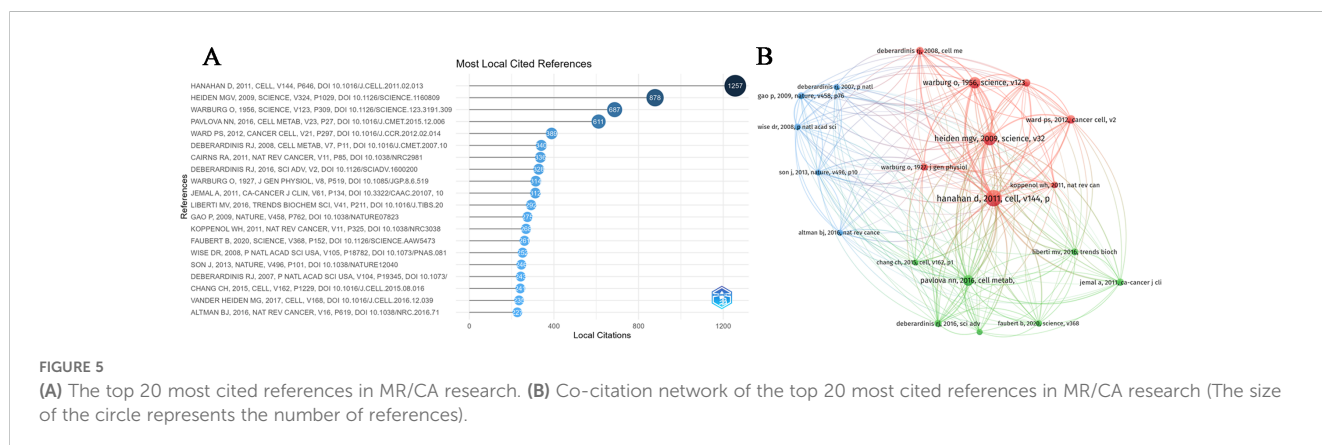 A
Most Local Cited References
References
HANAHAN D, 2011, CELL, V144, P646, DOI 10.1016/J.CELL.2011.02.013
HEIDEN MGV, 2009, SCIENCE, V324, P1029, DOI 10.1126/SCIENCE.1160809
WARBURG O, 1956, SCIENCE, V123, P309, DOI 10.1126/SCIENCE.123.3191.309
PAVLOVA NN, 2016, CELL METAB, V23, P27, DOI 10.1016/J.CMET.2015.12.006
WARD PS, 2012, CANCER CELL, V21, P297, DOI 10.1016/J.CCR.2012.02.014
DEBERARDINIS RJ, 2008, CELL METAB, V7, P11, DOI 10.1016/J.CMET.2007.10
CAIRNS RA, 2011, NAT REV CANCER, V11, P85, DOI 10.1038/NRC2981
DEBERARDINIS RJ, 2016, SCI ADV, V2, DOI 10.1126/SCIADV.1600200
WARBURG O, 1927, J GEN PHYSIOL, V8, P519, DOI 10.1085/JGP.8.6.519
JEMAL A, 2011, CA-CANCER J CLIN, V61, P134, DOI 10.3322/CAAC.20107, 10
LIBERTI MV, 2016, TRENDS BIOCHEM SCI, V41, P211, DOI 10.1016/J.TIBS.20
GAO P, 2009, NATURE, V458, P762, DOI 10.1038/NATURE07823
KOPPENOL WH, 2011, NAT REV CANCER, V11, P325, DOI 10.1038/NRC3038
FAUBERT B, 2020, SCIENCE, V368, P152, DOI 10.1126/SCIENCE.AAW5473
WISE DR, 2008, P NATL ACAD SCI USA, V105, P18782, DOI 10.1073/PNAS.081
SON J, 2013, NATURE, V496, P101, DOI 10.1038/NATURE12040
DEBERARDINIS RJ, 2007, P NATL ACAD SCI USA, V104, P19345, DOI 10.1073/
CHANG CH, 2015, CELL, V162, P1229, DOI 10.1016/J.CELL.2015.08.016
VANDER HEIDEN MG, 2017, CELL, V168, DOI 10.1016/J.CELL.2016.12.039
ALTMAN BJ, 2016, NAT REV CANCER, V16, P619, DOI 10.1038/NRC.2016.71
1257
878
687
611
0 400 800 1200
Local Citations
B
deberardinis rj, 2008, cell me
warburg o, 1956, science, v123
deberardinis rj, 2007, p natl
gao p, 2009, nature, v458, p76
wise dr, 2008, p natl acad sci
ward ps, 2012, cancer cell, v2
heiden mgv, 2009, science, v32
warburg o, 1927, j gen physiol
son j, 2013, nature, v496, p10
koppenol wh, 2011, nat rev can
hanahan d, 2011, cell, v144, p
altman bj, 2016, nat rev cance
chang ch, 2015, cell, v162, p1
liberti mv, 2016, trends bioch
pavlova nn, 2016, cell metab,
jemal a, 2011, ca-cancer j cli
deberardinis rj, 2016, sci adv
faubert b, 2020, science, v368
FIGURE 5
(A) The top 20 most cited references in MR/CA research. (B) Co-citation network of the top 20 most cited references in MR/CA research (The size
of the circle represents the number of references).